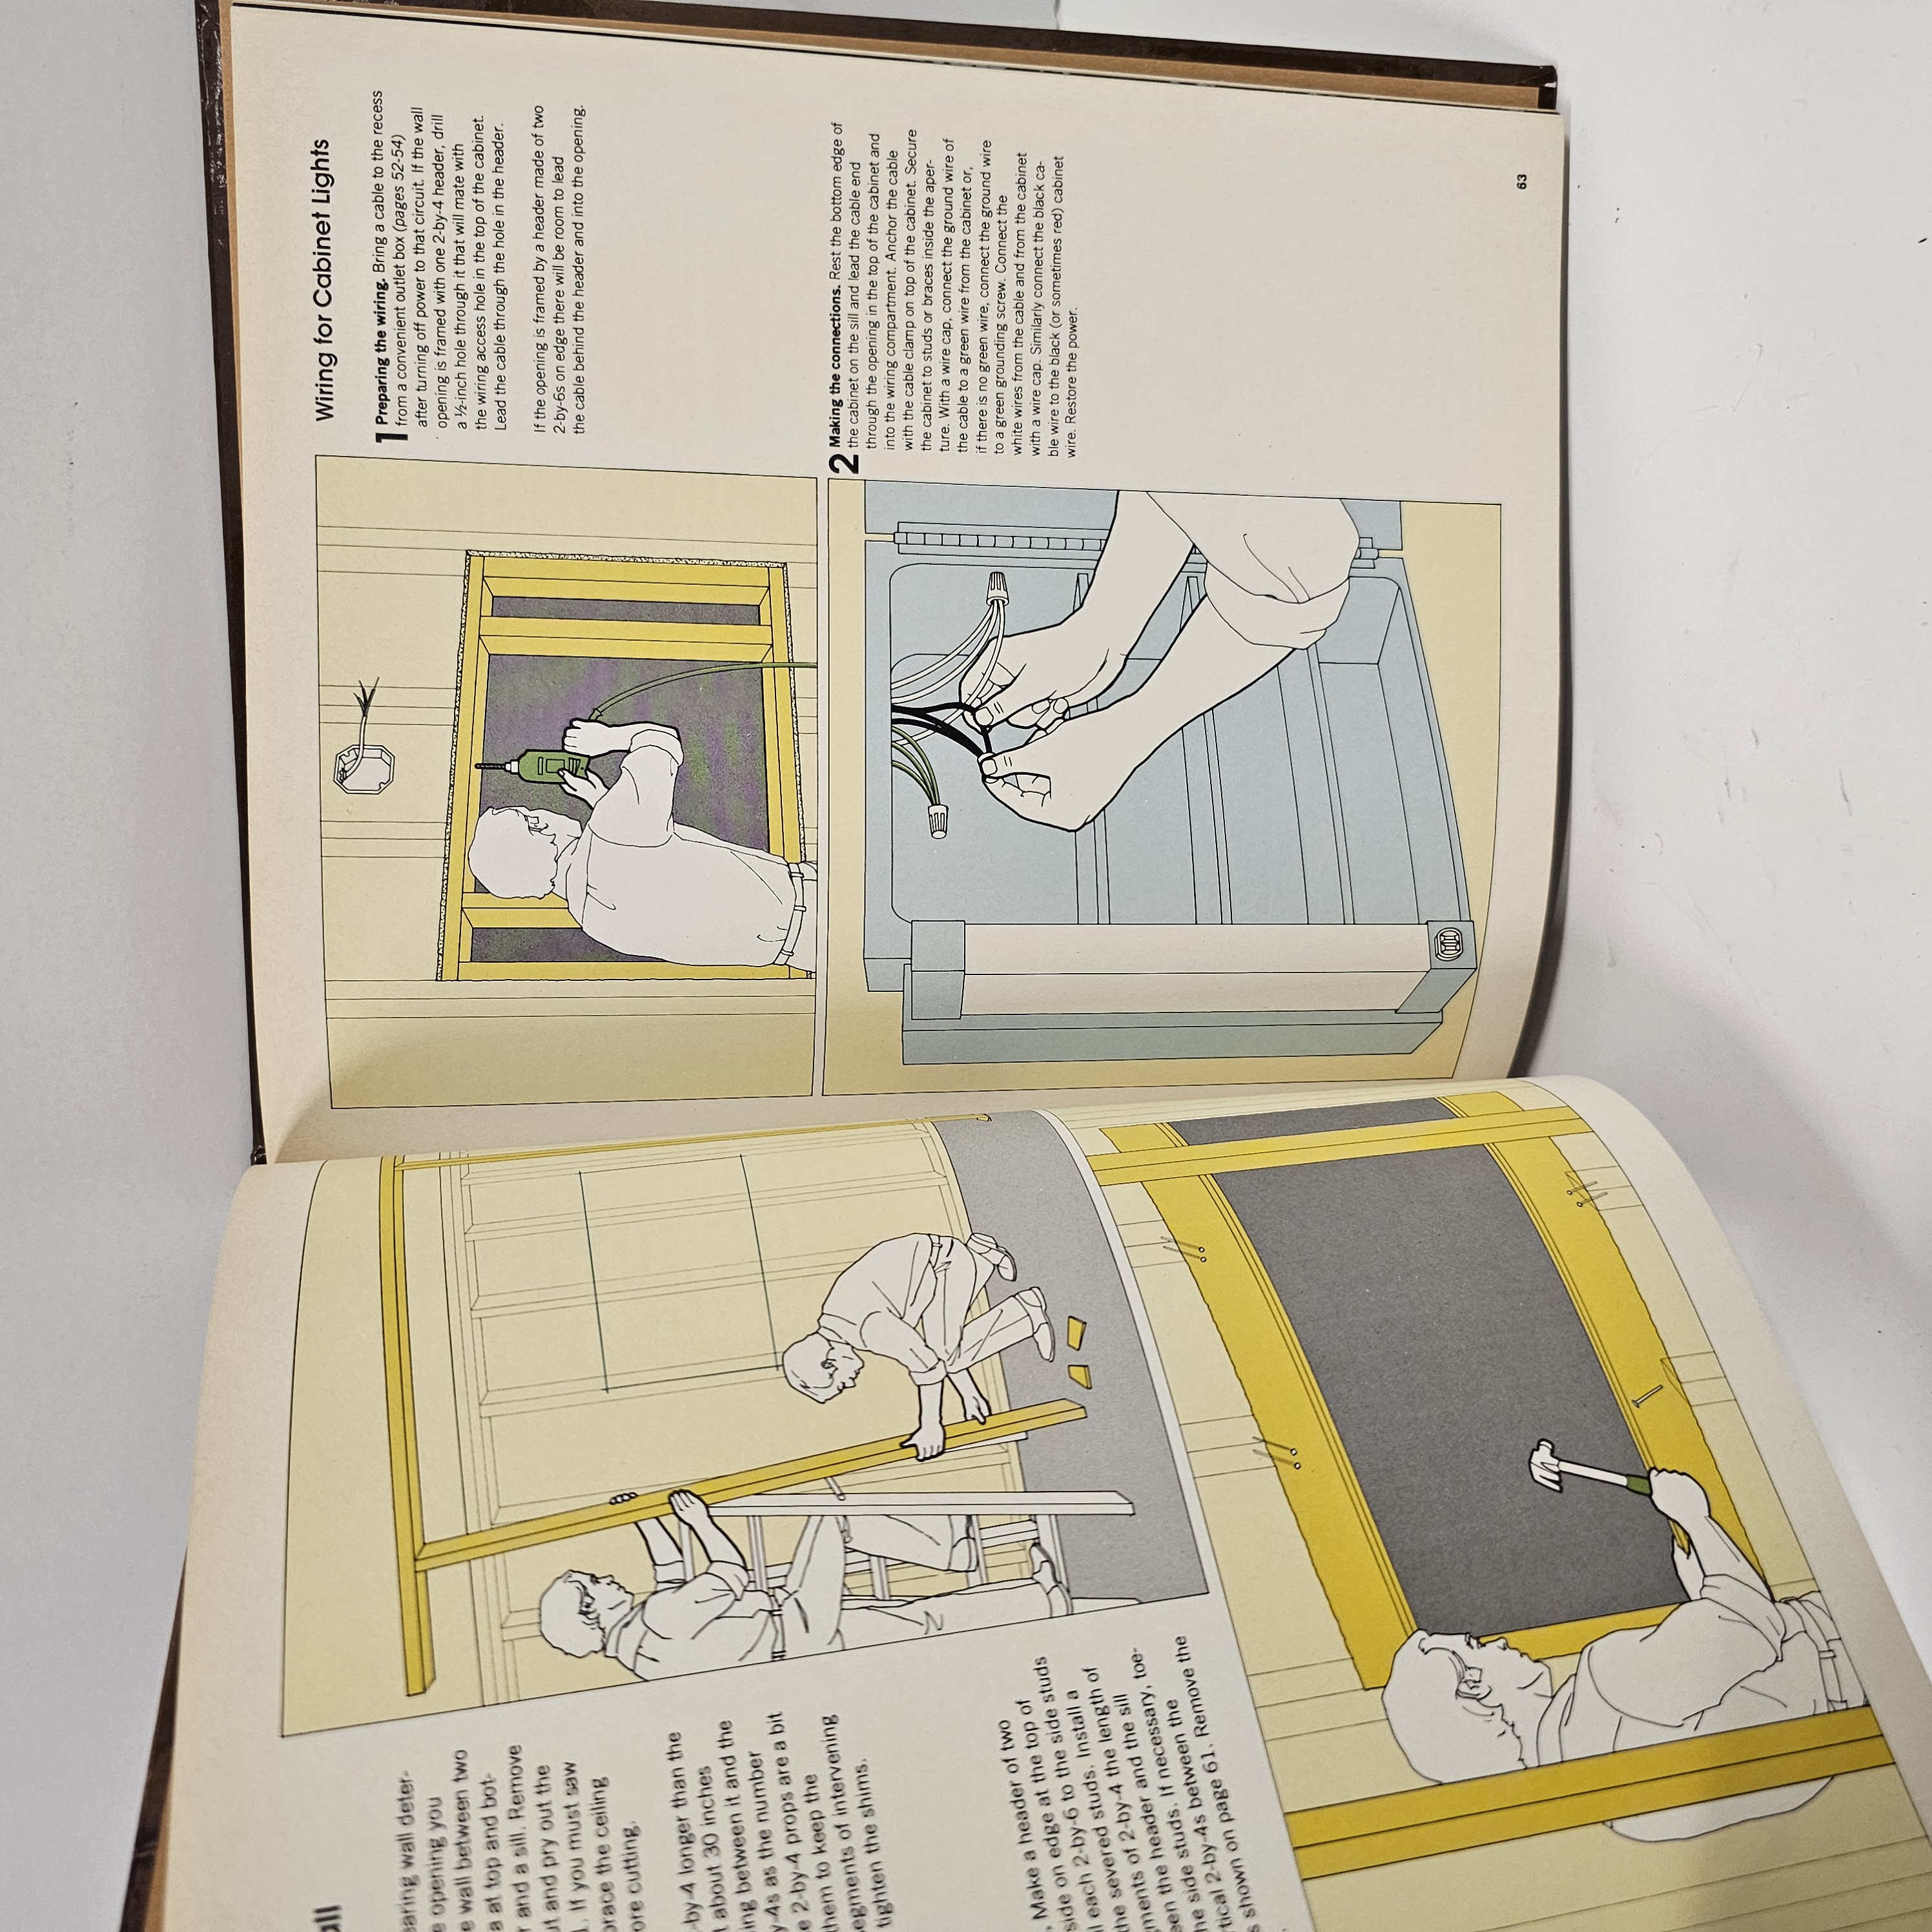 all
earing wall deter-
e opening you
e wall between two
a at top and bot-
r and a sill. Remove
ut and pry out the
. If you must saw
brace the ceiling
ore cutting.
-by-4 longer than the
t about 30 inches
ing between it and the
y-4s as the number
e 2-by-4 props are a bit
them to keep the
segments of intervening
tighten the shims.
. Make a header of two
side on edge at the top of
il each 2-by-6 to the side studs
the severed studs. Install a
gments of 2-by-4 the length of
een the header and the sill
he side studs. If necessary, toe-
rtical 2-by-4s between the
s shown on page 61. Remove the
Wiring for Cabinet Lights
1 Preparing the wiring. Bring a cable to the recess
from a convenient outlet box (pages 52-54)
after turning off power to that circuit. If the wall
opening is framed with one 2-by-4 header, drill
a ½-inch hole through it that will mate with
the wiring access hole in the top of the cabinet.
Lead the cable through the hole in the header.
If the opening is framed by a header made of two
2-by-6s on edge there will be room to lead
the cable behind the header and into the opening.
2 Making the connections. Rest the bottom edge of
the cabinet on the sill and lead the cable end
through the opening in the top of the cabinet and
into the wiring compartment. Anchor the cable
with the cable clamp on top of the cabinet. Secure
the cabinet to studs or braces inside the aper-
ture. With a wire cap, connect the ground wire of
the cable to a green wire from the cabinet or,
if there is no green wire, connect the ground wire
to a green grounding screw. Connect the
white wires from the cable and from the cabinet
with a wire cap. Similarly connect the black ca-
ble wire to the black (or sometimes red) cabinet
wire. Restore the power.
63